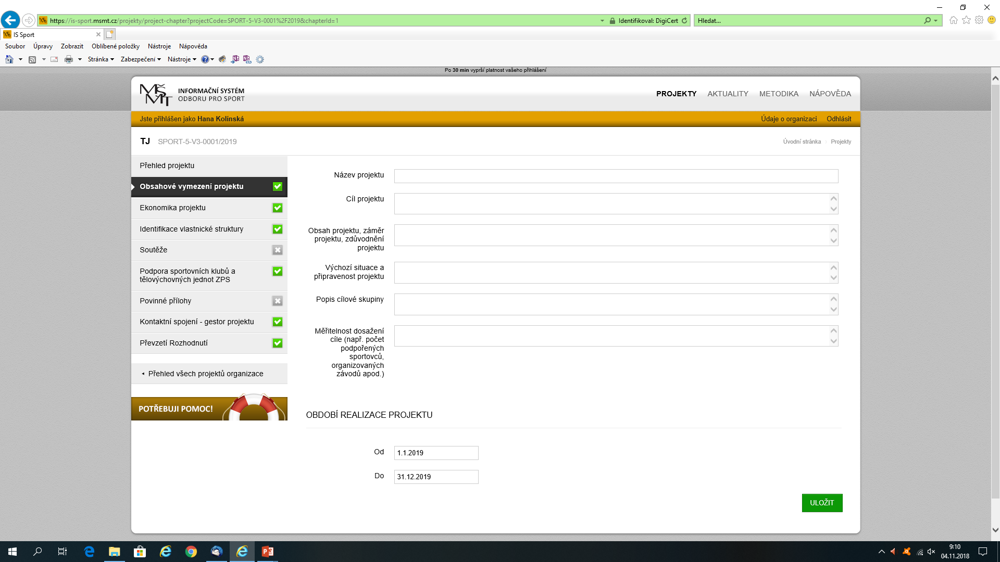 https://is-sport.msmt.cz/projekty/project-chapter?projectCode=SPORT-5-V3-0001%2F2019&chapterId=1
Identifikoval: DigiCert
Hledat...
IS Sport
Soubor Úpravy Zobrazit Oblíbené položky Nástroje Nápověda
Stránka Zabezpečení Nástroje
Po 30 min vyprší platnost vašeho přihlášení
MŠMT
INFORMAČNÍ SYSTÉM
ODBORU PRO SPORT
PROJEKTY AKTUALITY METODIKA NÁPOVĚDA
Jste přihlášen jako Hana Kolínská
Údaje o organizaci Odhlásit
TJ SPORT-5-V3-0001/2019
Úvodní stránka Projekty
Přehled projektu
Obsahové vymezení projektu
Ekonomika projektu
Identifikace vlastnické struktury
Soutěže
Podpora sportovních klubů a
tělovýchovných jednot ZPS
Povinné přílohy
Kontaktní spojení - gestor projektu
Převzetí Rozhodnutí
Přehled všech projektů organizace
POTŘEBUJI POMOC!
Název projektu
Cíl projektu
Obsah projektu, záměr
projektu, zdůvodnění
projektu
Výchozí situace a
připravenost projektu
Popis cílové skupiny
Měřitelnost dosažení
cíle (např. počet
podpořených
sportovců,
organizovaných
závodů apod.)
OBDOBÍ REALIZACE PROJEKTU
Od 1.1.2019
Do 31.12.2019
ULOŽIT
9:10
04.11.2018